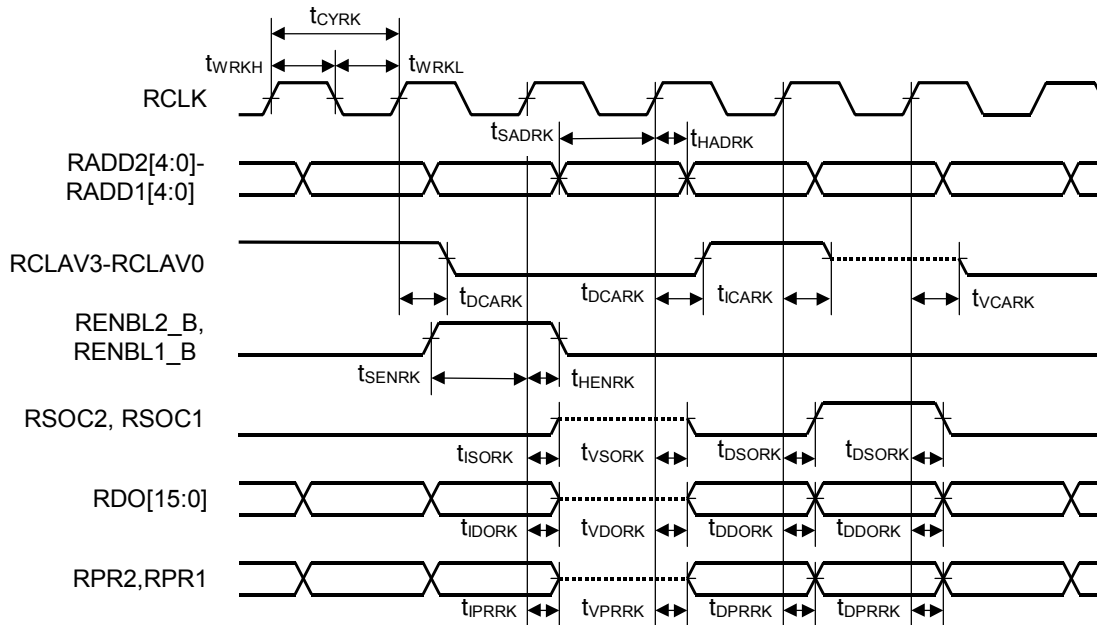 tCYRK
tWRKH tWRKL
RCLK
tSADRK tHADRK
RADD2[4:0]-
RADD1[4:0]
RCLAV3-RCLAV0
tDCARK tDCARK tICARK tVCARK
RENBL2_B,
RENBL1_B
tSENRK tHENRK
RSOC2, RSOC1
tISORK tVSORK tDSORK tDSORK
RDO[15:0]
tIDORK tVDORK tDDORK tDDORK
RPR2,RPR1
tIPRRK tVPRRK tDPRRK tDPRRK